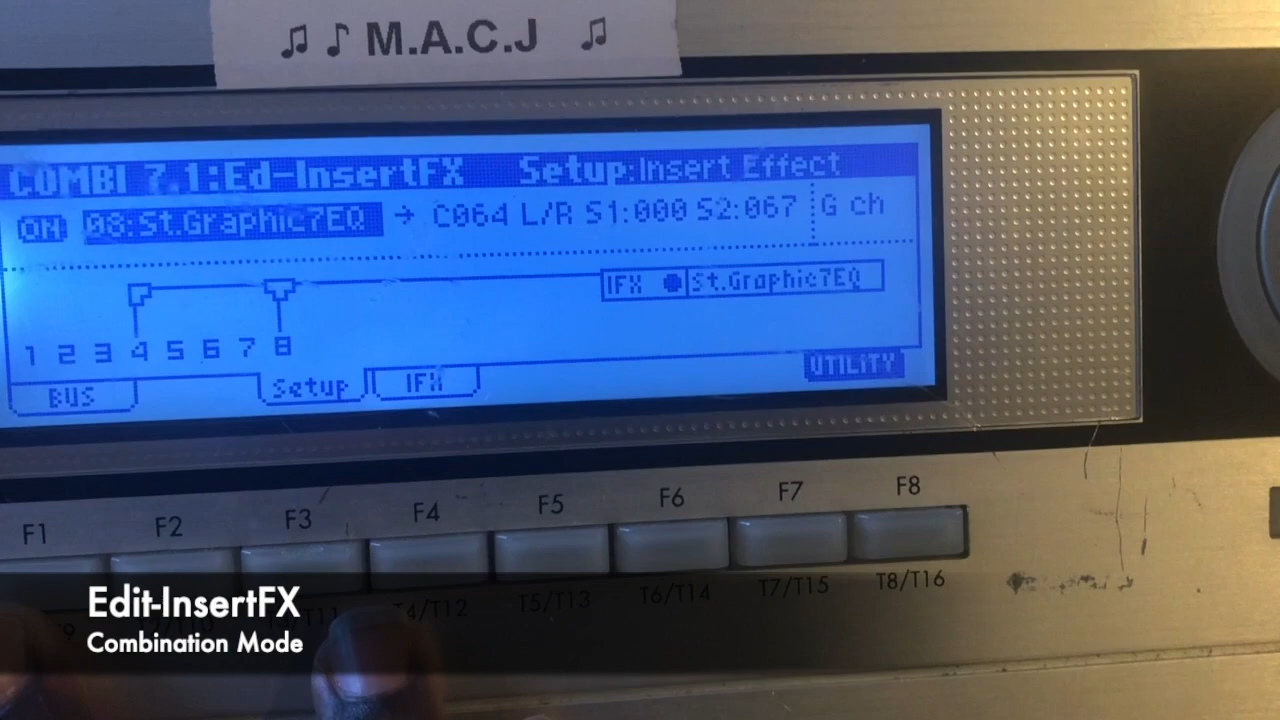 ♫ ♪ M.A.C.J ♫
COMBI 7.1:Ed-InsertFX Setup:Insert Effect
ON 08:St.Graphic7EQ → C064 L/R S1:000 S2:067 G ch
IFX ●St.Graphic7EQ
1 2 3 4 5 6 7 8
UTILITY
BUS Setup IFX
F1 F2 F3 F4 F5 F6 F7 F8
T4/T12 T5/T13 T6/T14 T7/T15 T8/T16
Edit-InsertFX
Combination Mode